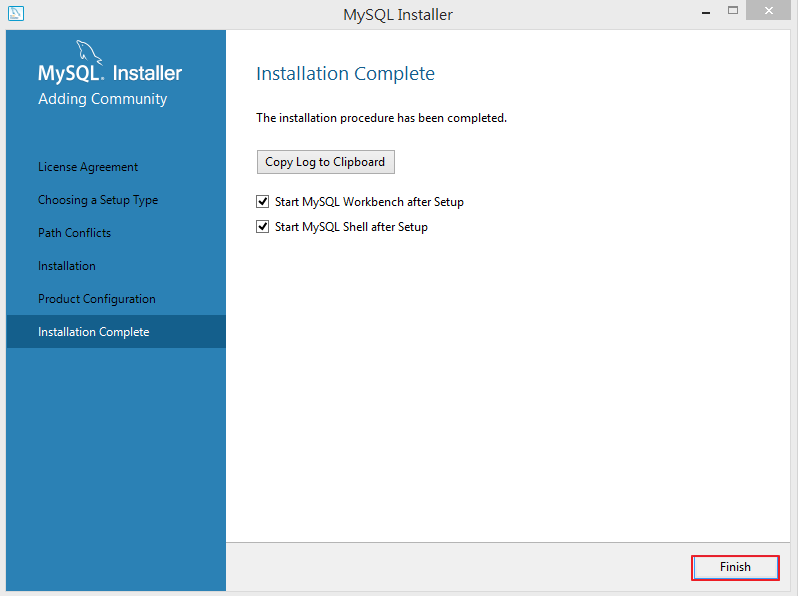 MySQL Installer
MySQL. Installer
Adding Community
License Agreement
Choosing a Setup Type
Path Conflicts
Installation
Product Configuration
Installation Complete
Installation Complete
The installation procedure has been completed.
Copy Log to Clipboard
Start MySQL Workbench after Setup
Start MySQL Shell after Setup
Finish